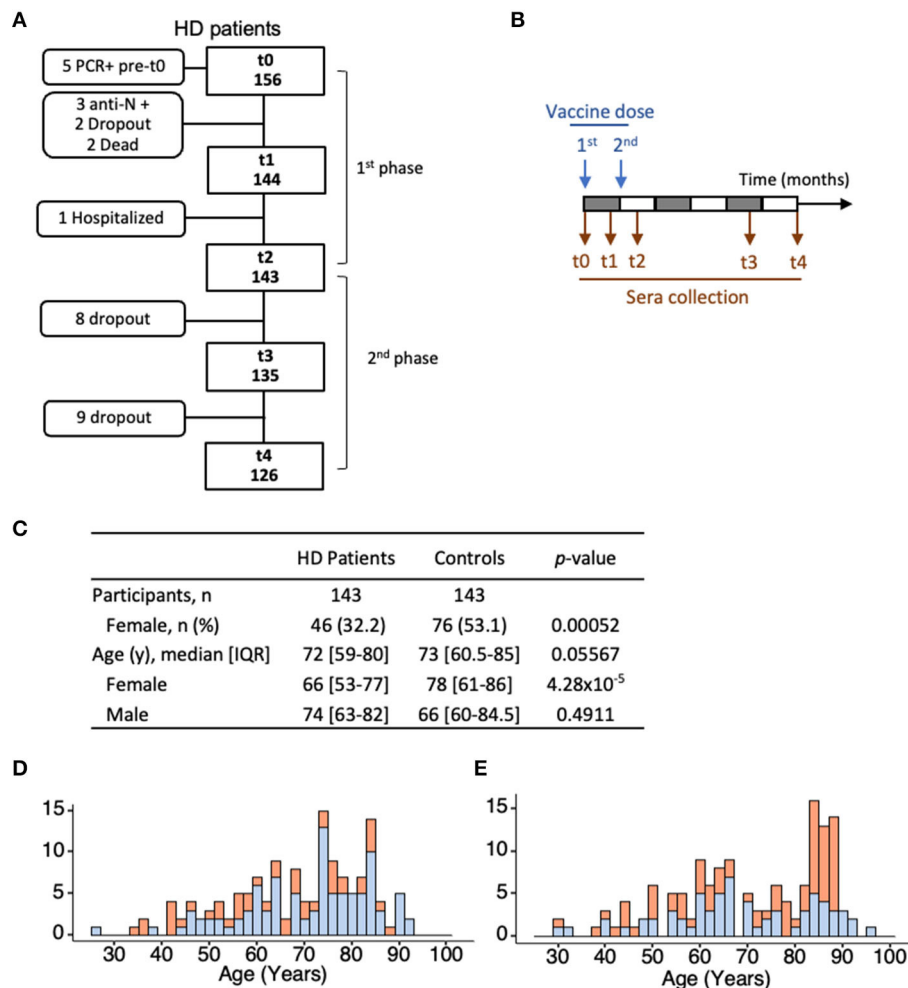 A
HD patients
t0
156
5 PCR+ pre-t0
3 anti-N +
2 Dropout
2 Dead
t1
144
1st phase
1 Hospitalized
t2
143
8 dropout
t3
135
2nd phase
9 dropout
t4
126
B
Vaccine dose
1st 2nd
Time (months)
t0 t1 t2 t3 t4
Sera collection
C
HD Patients Controls p-value
Participants, n 143 143
Female, n (%) 46 (32.2) 76 (53.1) 0.00052
Age (y), median [IQR] 72 [59-80] 73 [60.5-85] 0.05567
Female 66 [53-77] 78 [61-86] 4.28x10-5
Male 74 [63-82] 66 [60-84.5] 0.4911
D
15
10
5
0
30 40 50 60 70 80 90 100
Age (Years)
E
15
10
5
0
30 40 50 60 70 80 90 100
Age (Years)